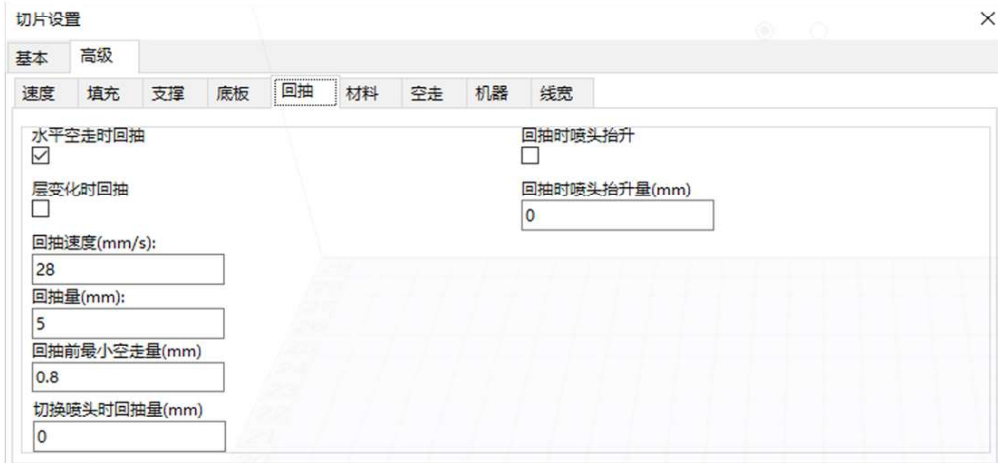 切片设置
基本 高级
速度 填充 支撑 底板 回抽 材料 空走 机器 线宽
水平空走时回抽
层变化时回抽
回抽速度(mm/s):
28
回抽量(mm):
5
回抽前最小空走量(mm)
0.8
切换喷头时回抽量(mm)
0
回抽时喷头抬升
回抽时喷头抬升量(mm)
0